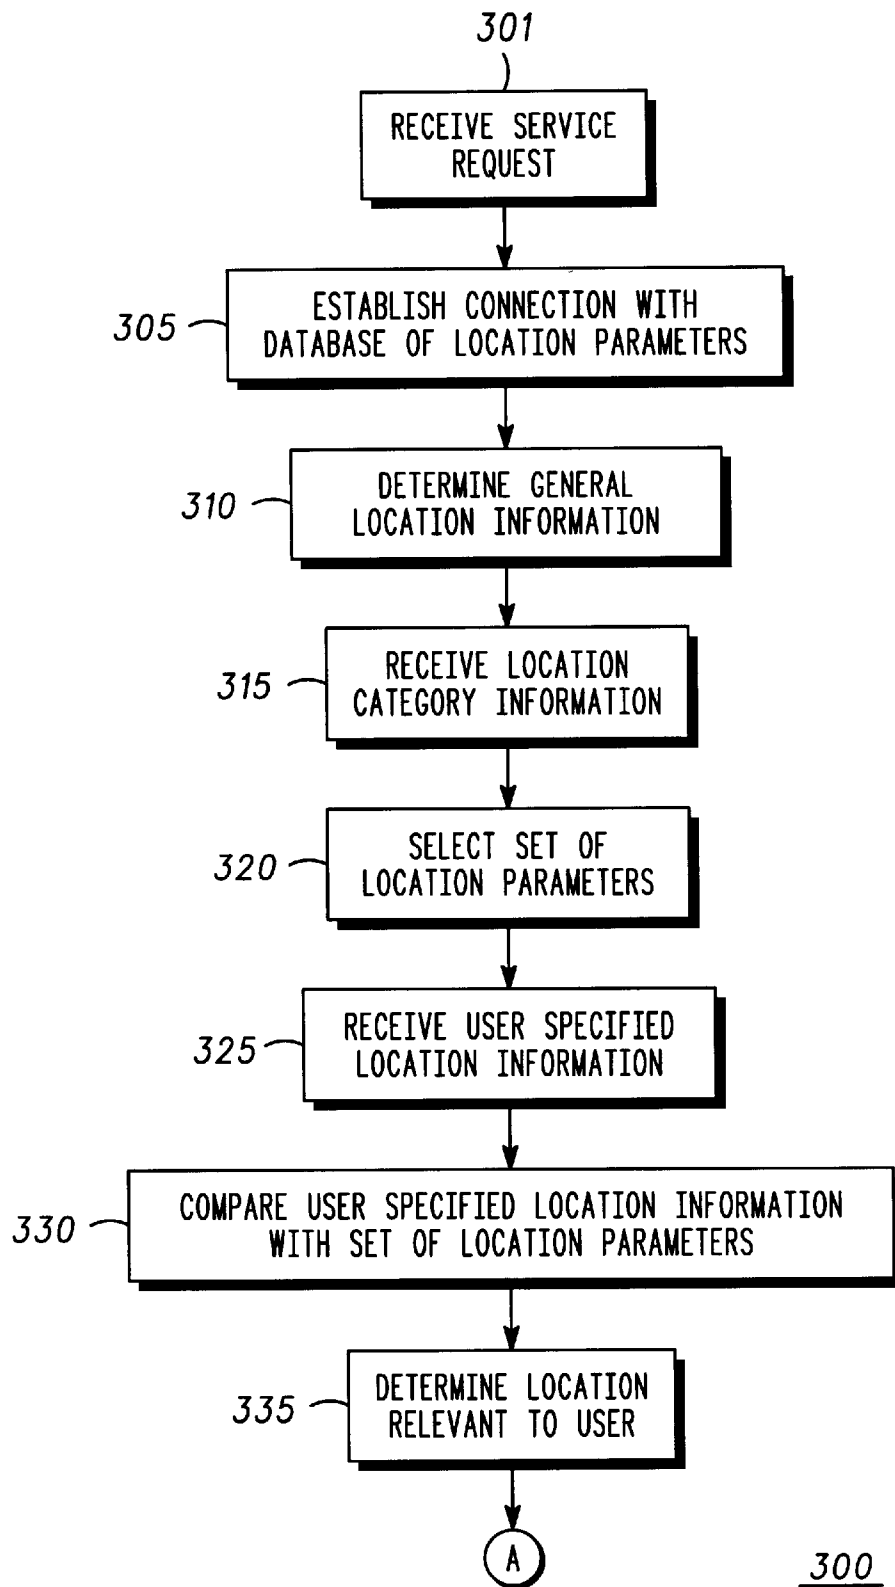 301
RECEIVE SERVICE
REQUEST
305
ESTABLISH CONNECTION WITH
DATABASE OF LOCATION PARAMETERS
310
DETERMINE GENERAL
LOCATION INFORMATION
315
RECEIVE LOCATION
CATEGORY INFORMATION
320
SELECT SET OF
LOCATION PARAMETERS
325
RECEIVE USER SPECIFIED
LOCATION INFORMATION
330
COMPARE USER SPECIFIED LOCATION INFORMATION
WITH SET OF LOCATION PARAMETERS
335
DETERMINE LOCATION
RELEVANT TO USER
A
300